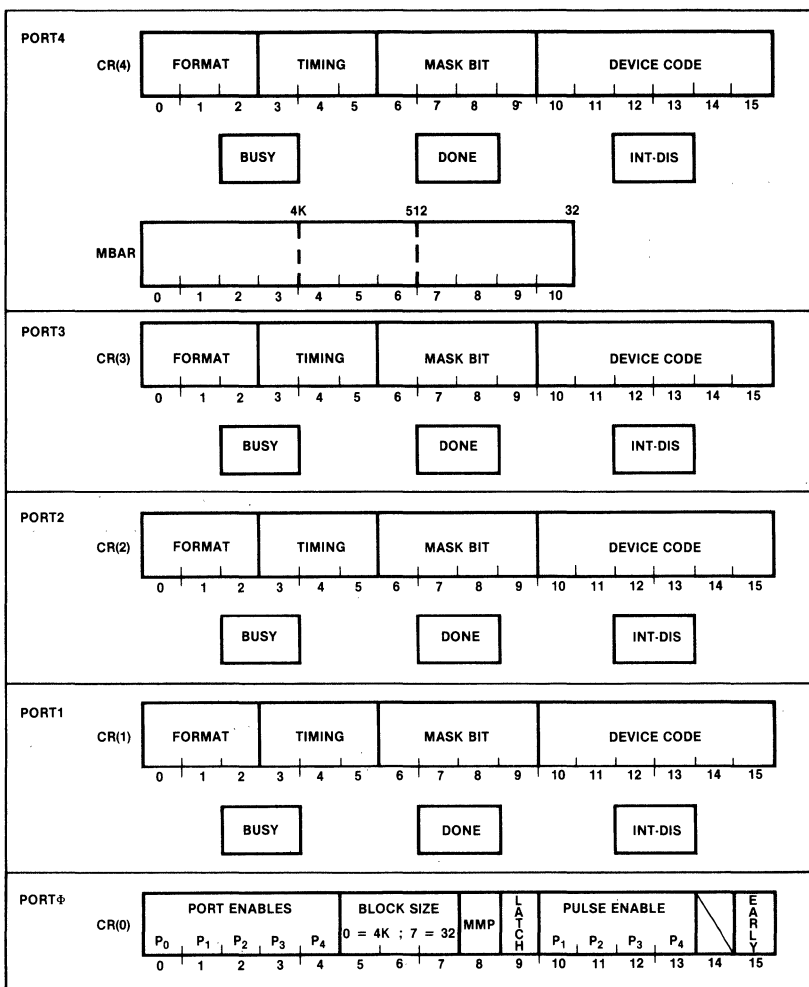 PORT4
CR(4) FORMAT TIMING MASK BIT DEVICE CODE
0 1 2 3 4 5 6 7 8 9 10 11 12 13 14 15
BUSY DONE INT-DIS
4K 512 32
MBAR
0 1 2 3 4 5 6 7 8 9 10
PORT3
CR(3) FORMAT TIMING MASK BIT DEVICE CODE
0 1 2 3 4 5 6 7 8 9 10 11 12 13 14 15
BUSY DONE INT-DIS
PORT2
CR(2) FORMAT TIMING MASK BIT DEVICE CODE
0 1 2 3 4 5 6 7 8 9 10 11 12 13 14 15
BUSY DONE INT-DIS
PORT1
CR(1) FORMAT TIMING MASK BIT DEVICE CODE
0 1 2 3 4 5 6 7 8 9 10 11 12 13 14 15
BUSY DONE INT-DIS
PORTΦ
CR(0) PORT ENABLES BLOCK SIZE MMP LATCH PULSE ENABLE EARLY
0 = 4K ; 7 = 32
P0 P1 P2 P3 P4 P1 P2 P3 P4
0 1 2 3 4 5 6 7 8 9 10 11 12 13 14 15